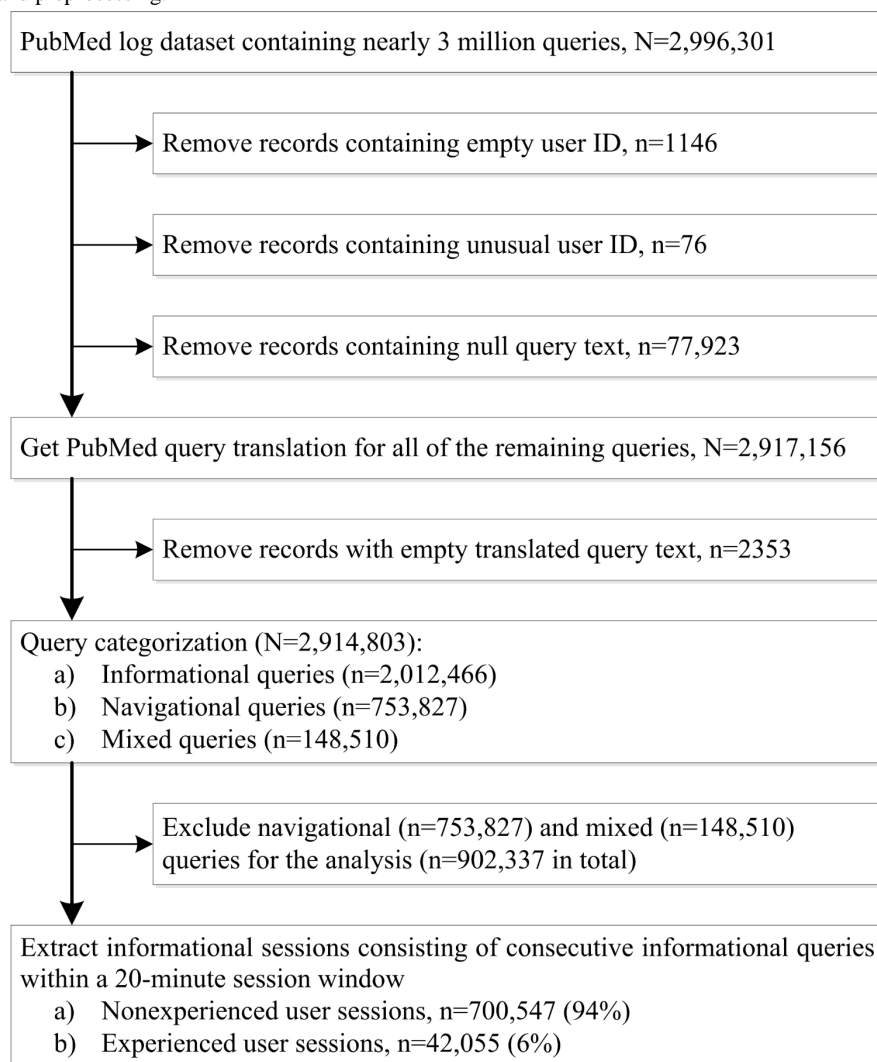 PubMed log dataset containing nearly 3 million queries, N=2,996,301
Remove records containing empty user ID, n=1146
Remove records containing unusual user ID, n=76
Remove records containing null query text, n=77,923
Get PubMed query translation for all of the remaining queries, N=2,917,156
Remove records with empty translated query text, n=2353
Query categorization (N=2,914,803):
a) Informational queries (n=2,012,466)
b) Navigational queries (n=753,827)
c) Mixed queries (n=148,510)
Exclude navigational (n=753,827) and mixed (n=148,510)
queries for the analysis (n=902,337 in total)
Extract informational sessions consisting of consecutive informational queries
within a 20-minute session window
a) Nonexperienced user sessions, n=700,547 (94%)
b) Experienced user sessions, n=42,055 (6%)